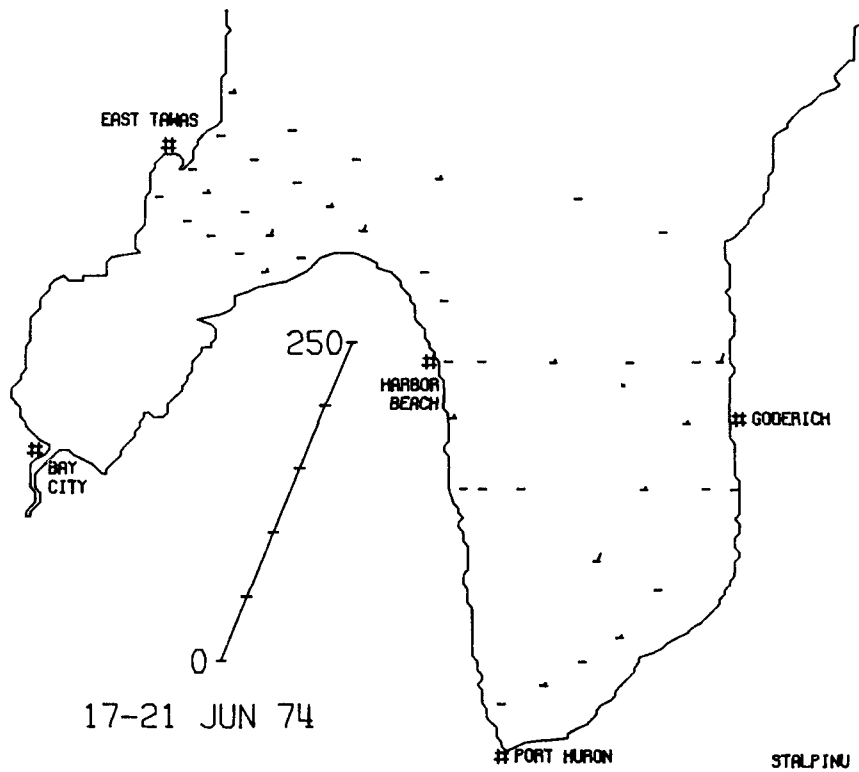 EAST TAWAS
250
HARBOR
BEACH
GODERICH
BAY
CITY
0
17-21 JUN 74
PORT HURON
STALPINU